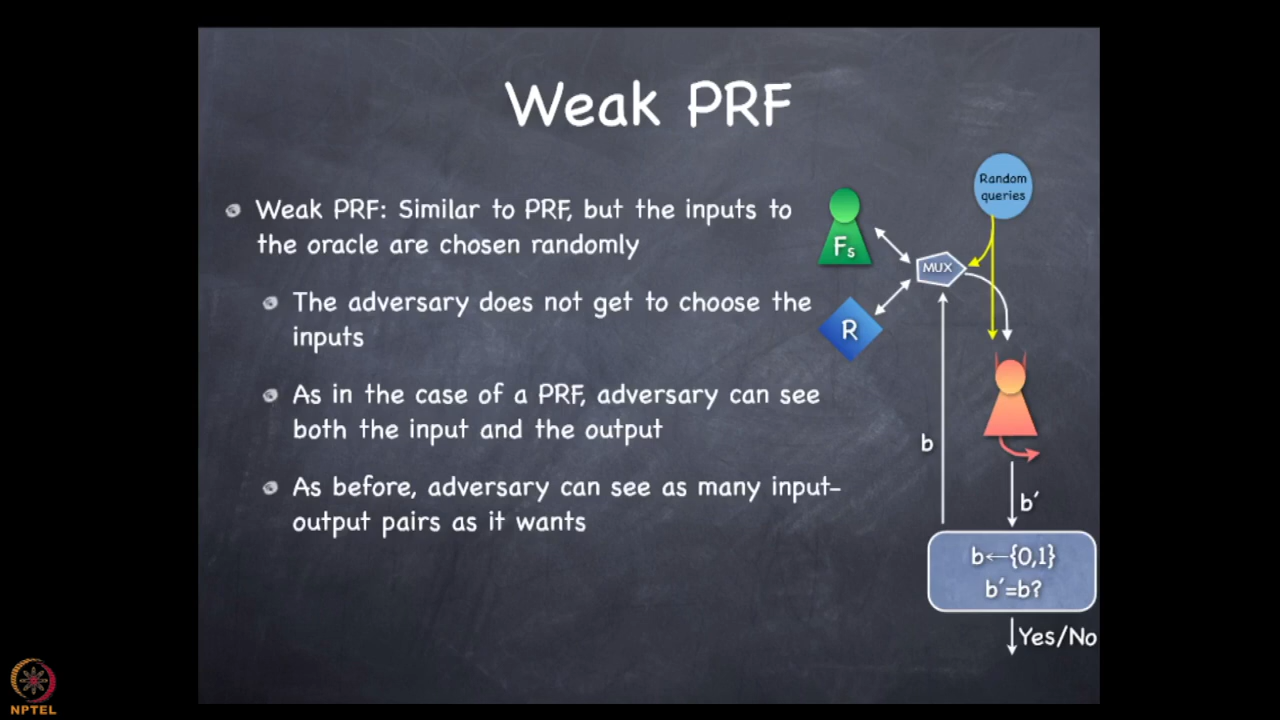 Weak PRF
Weak PRF: Similar to PRF, but the inputs to
the oracle are chosen randomly
The adversary does not get to choose the
inputs
As in the case of a PRF, adversary can see
both the input and the output
As before, adversary can see as many input-
output pairs as it wants
Random
queries
Fs
MUX
R
b
b′
b←{0,1}
b′=b?
Yes/No
NPTEL